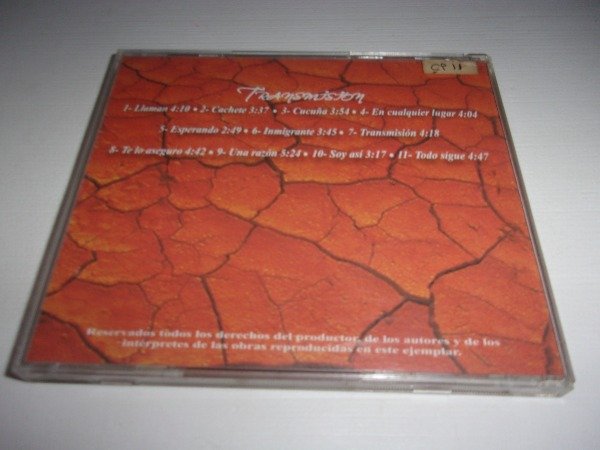 Transmisión
1- Llaman 4:10 • 2- Cachete 3:37 • 3- Cucuña 3:54 • 4- En cualquier lugar 4:04
5- Esperando 2:49 • 6- Inmigrante 3:45 • 7- Transmisión 4:18
8- Te lo aseguro 4:42 • 9- Una razón 5:24 • 10- Soy así 3:17 • 11- Todo sigue 4:47
Reservados todos los derechos del productor, de los autores y de los
intérpretes de las obras reproducidas en este ejemplar.